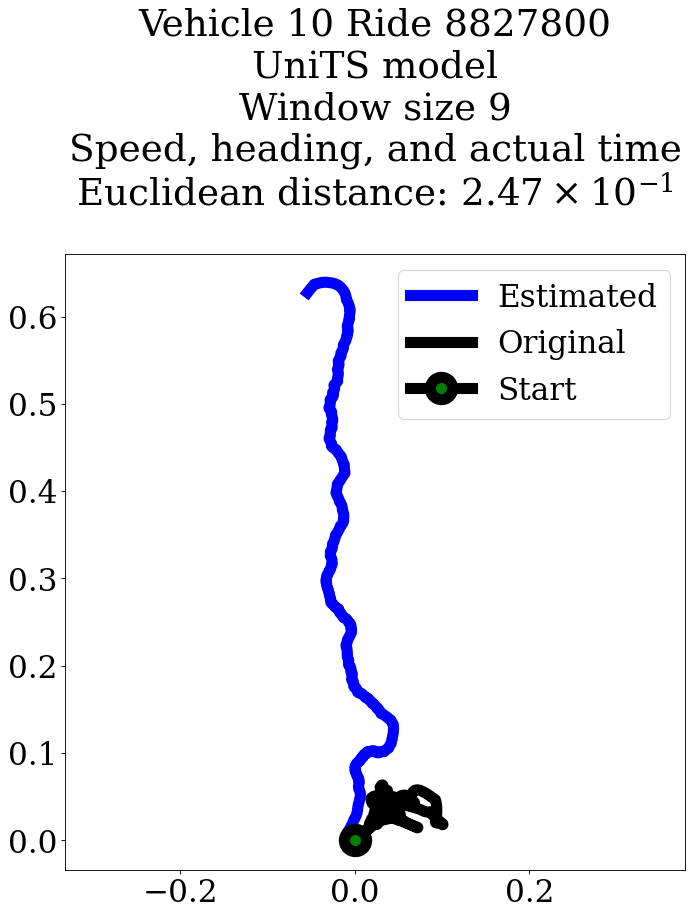 Vehicle 10 Ride 8827800
UniTS model
Window size 9
Speed, heading, and actual time
Euclidean distance: 2.47 × 10⁻¹
Estimated
Original
Start
0.6
0.5
0.4
0.3
0.2
0.1
0.0
−0.2 0.0 0.2